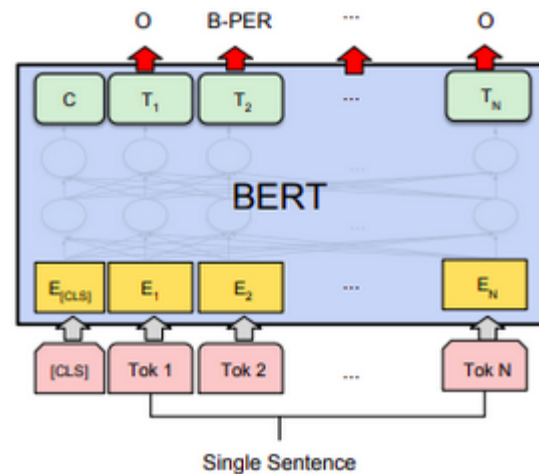 O B-PER ... O
C T1 T2 ... TN
...
BERT
...
E[CLS] E1 E2 ... EN
[CLS] Tok 1 Tok 2 ... Tok N
Single Sentence